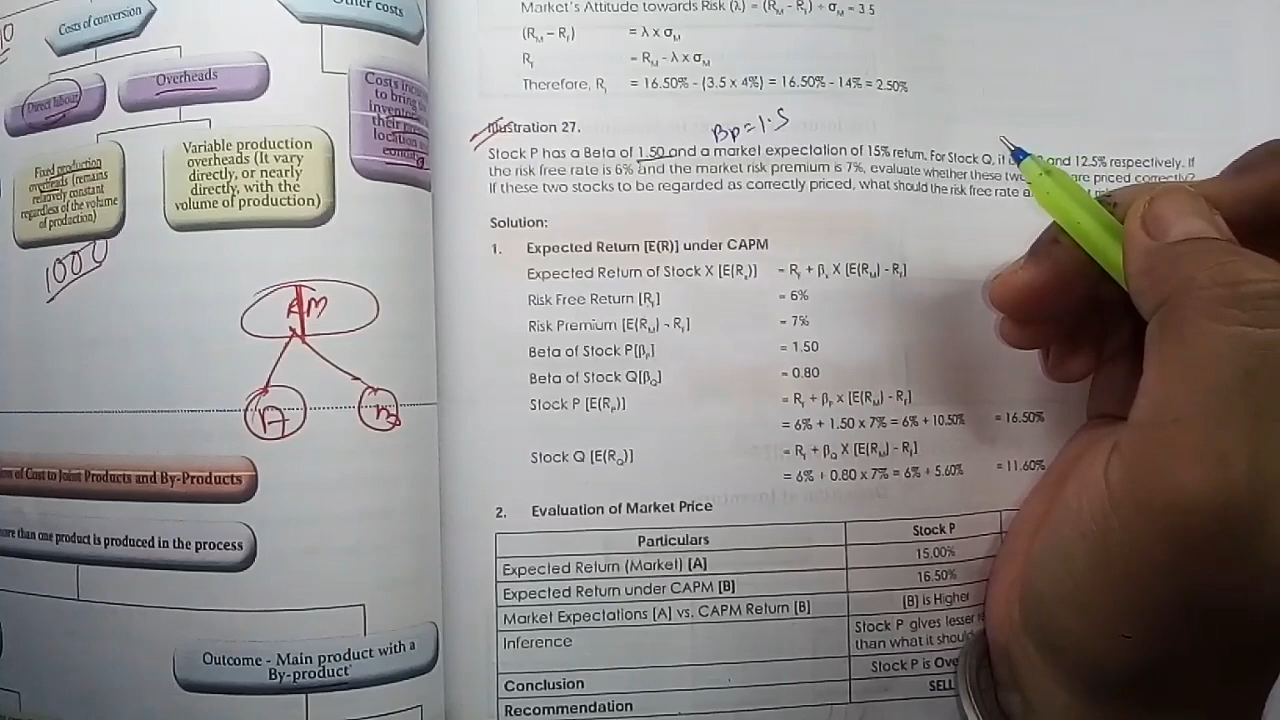 Costs of conversion
Other costs
Direct labour
Overheads
Costs
to bring
location
Fixed production
overheads (remains
relatively constant
regardless of the volume
of production)
Variable production
overheads (It vary
directly, or nearly
directly, with the
volume of production)
1000
A
of Cost to Joint Products and By-Products
more than one product is produced in the process
Outcome - Main product with a
By-product
Market's Attitude towards Risk (λ) = (RM - Rf) ÷ σM = 3.5
(RM – Rf) = λ x σM
Rf = RM - λ x σM
Therefore, Rf = 16.50% - (3.5 x 4%) = 16.50% - 14% = 2.50%
Illustration 27.
Bp = 1.5
Stock P has a Beta of 1.50 and a market expectation of 15% return. For Stock Q, it and 12.5% respectively. If
the risk free rate is 6% and the market risk premium is 7%, evaluate whether these two are priced correctly?
If these two stocks to be regarded as correctly priced, what should the risk free rate
Solution:
1. Expected Return [E(R)] under CAPM
Expected Return of Stock X [E(Rx)] = Rf + βx X [E(RM) - Rf]
Risk Free Return [Rf] = 6%
Risk Premium [E(RM) - Rf] = 7%
Beta of Stock P[βP] = 1.50
Beta of Stock Q[βQ] = 0.80
Stock P [E(RP)] = Rf + βP X [E(RM) - Rf]
= 6% + 1.50 x 7% = 6% + 10.50% = 16.50%
Stock Q [E(RQ)] = Rf + βQ X [E(RM) - Rf]
= 6% + 0.80 x 7% = 6% + 5.60% = 11.60%
2. Evaluation of Market Price
Particulars Stock P
Expected Return (Market) [A] 15.00%
Expected Return under CAPM [B] 16.50%
Market Expectations [A] vs. CAPM Return [B] [B] is Higher
Inference Stock P gives lesser
than what it should
Conclusion Stock P is
Recommendation SELL